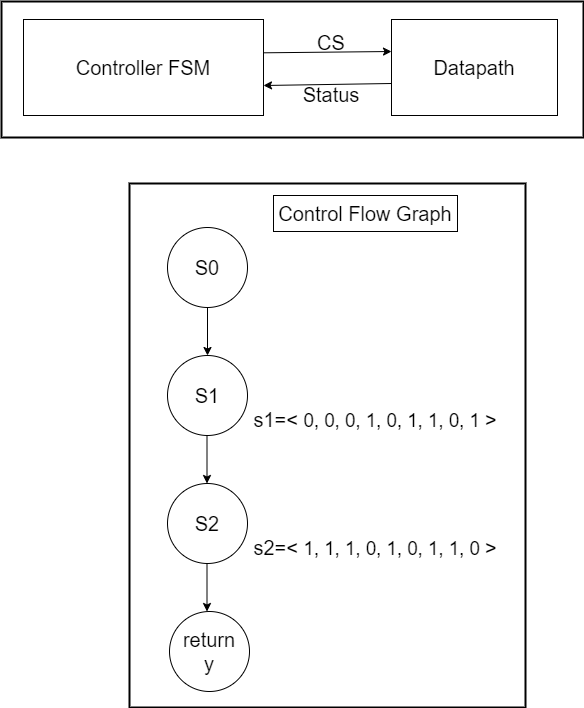 Controller FSM
CS
Status
Datapath
Control Flow Graph
S0
S1
s1=< 0, 0, 0, 1, 0, 1, 1, 0, 1 >
S2
s2=< 1, 1, 1, 0, 1, 0, 1, 1, 0 >
return
y